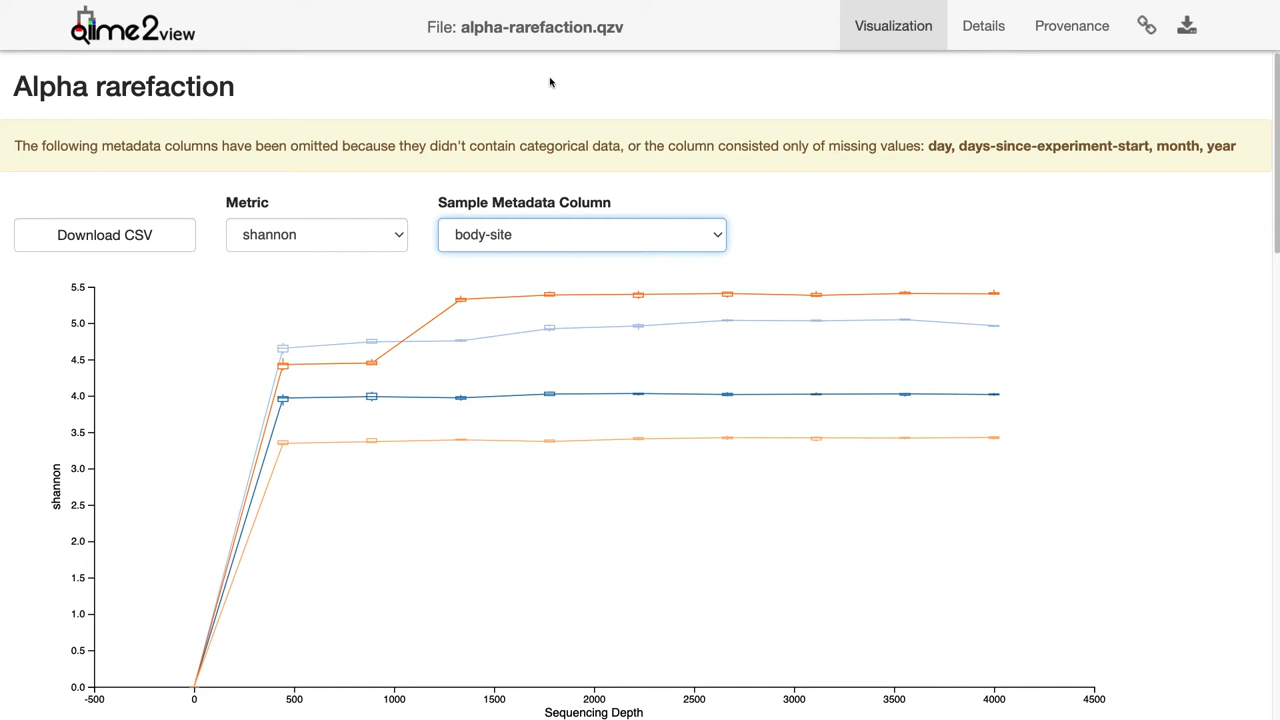 qiime2view
File: alpha-rarefaction.qzv
Visualization
Details
Provenance
Alpha rarefaction
The following metadata columns have been omitted because they didn't contain categorical data, or the column consisted only of missing values: day, days-since-experiment-start, month, year
Metric
Sample Metadata Column
Download CSV
shannon
body-site
5.5
5.0
4.5
4.0
3.5
3.0
2.5
2.0
1.5
1.0
0.5
0.0
shannon
-500 0 500 1000 1500 2000 2500 3000 3500 4000 4500
Sequencing Depth